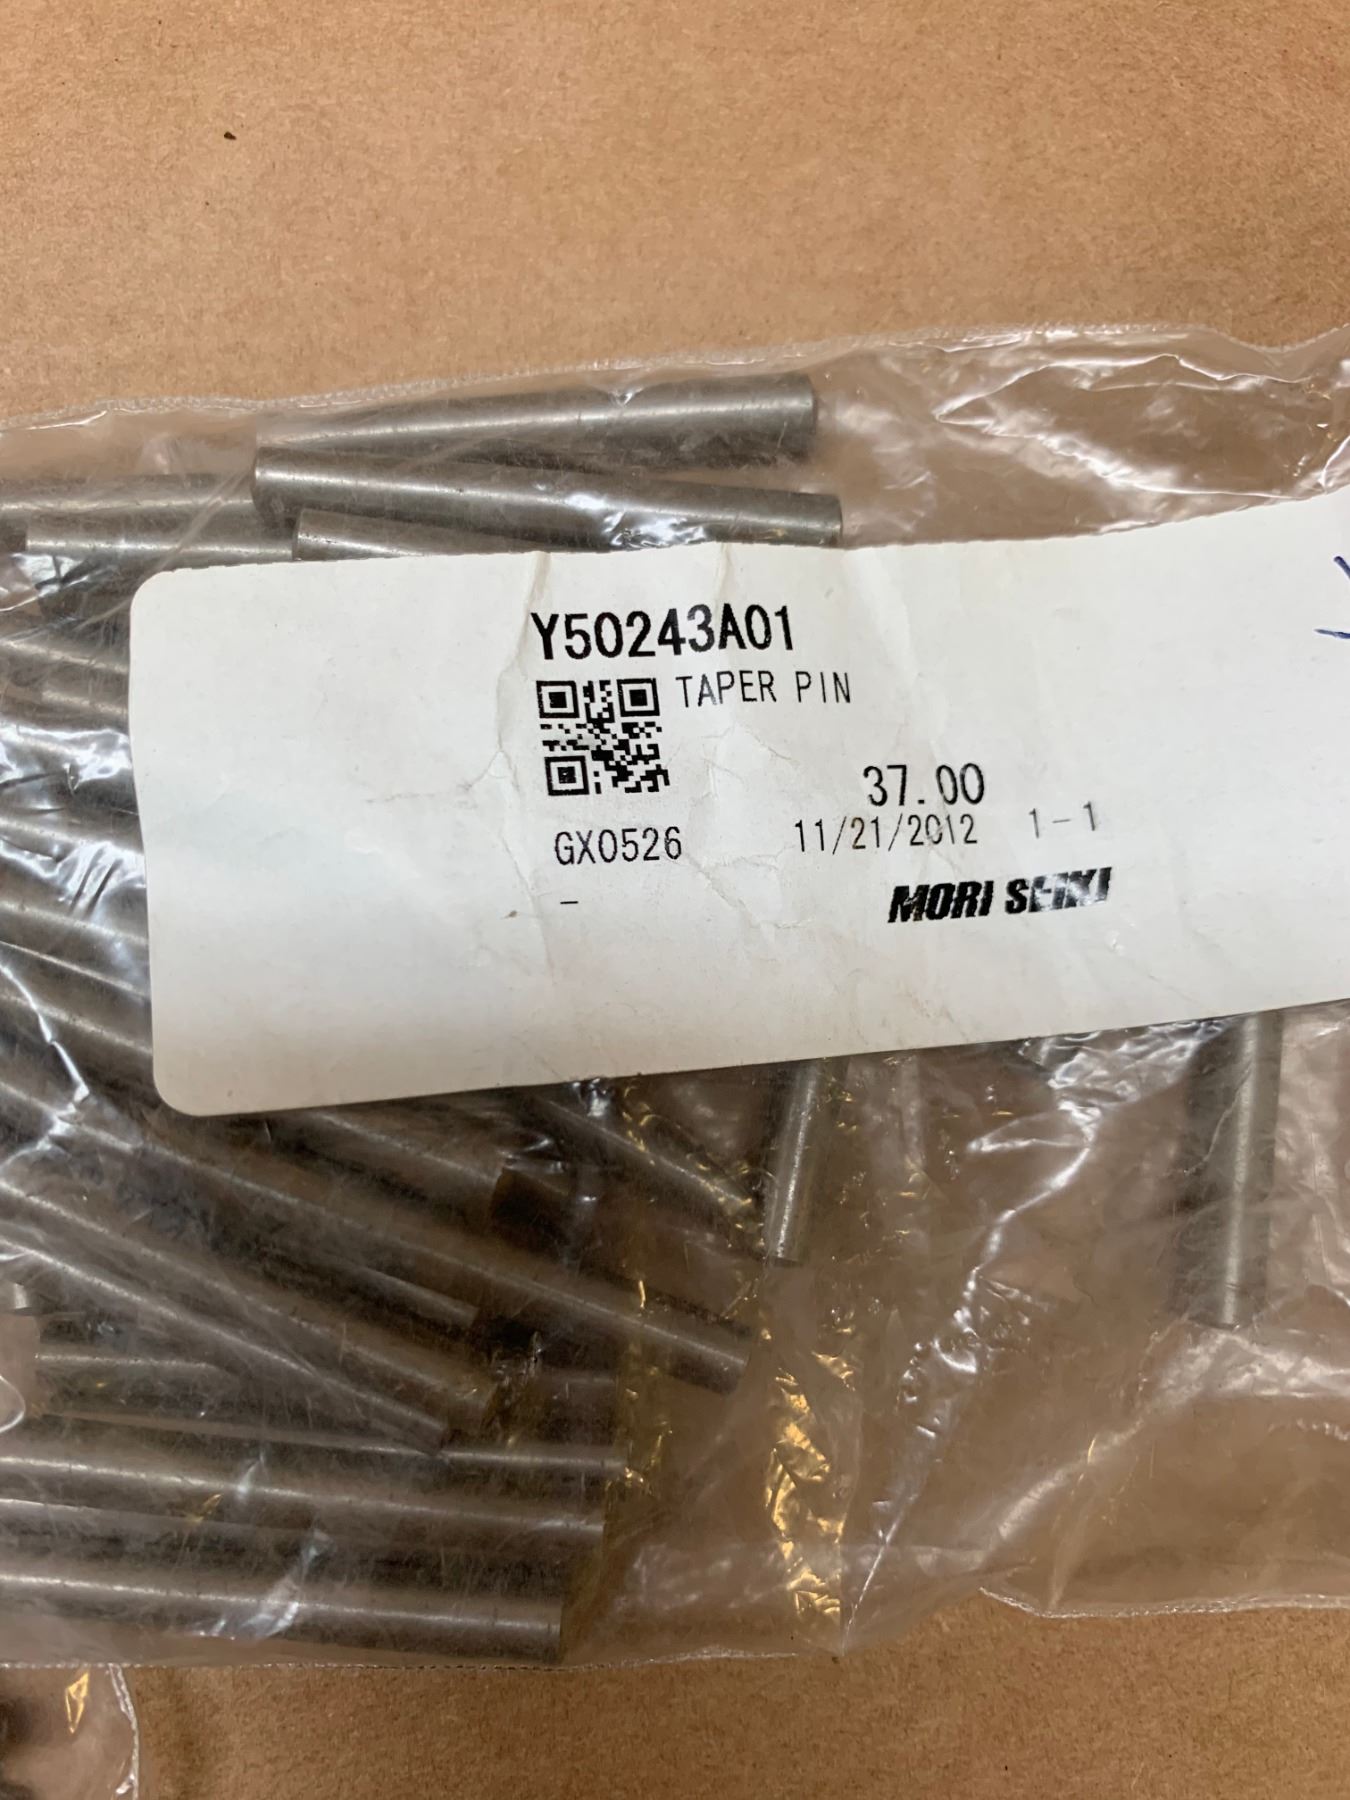 Y50243A01
TAPER PIN
37.00
GX0526 11/21/2012 1-1
-
MORI SEIKI